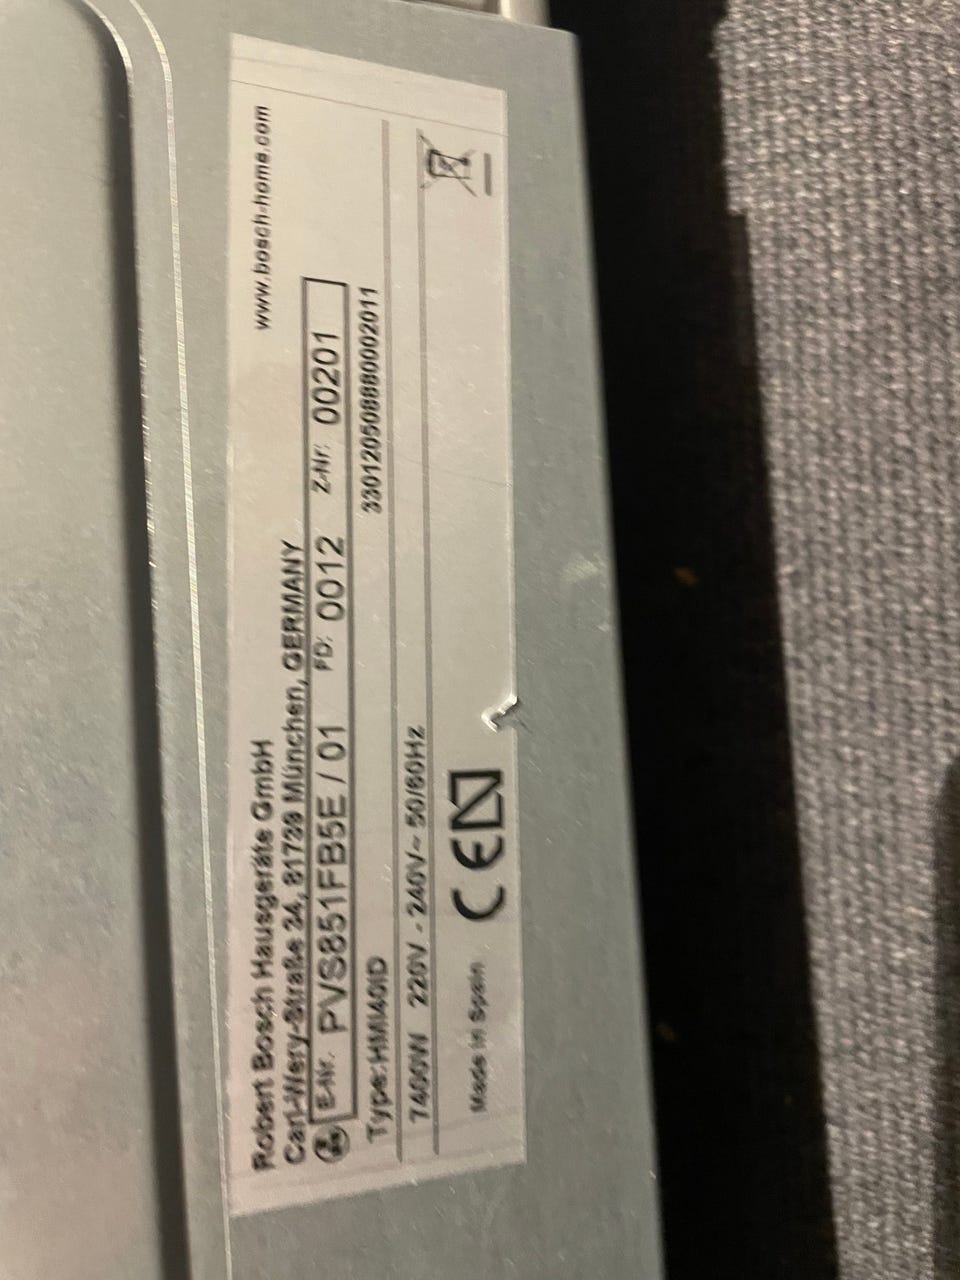 Robert Bosch Hausgeräte GmbH www.bosch-home.com
Carl-Wery-Straße 34, 81739 München, GERMANY
E-Nr. PVS851FB5E / 01 FD: 0012 Z-Nr: 00201
Type:HMI40ID 330120508880002011
7400W 220V - 240V~ 50/60Hz
Made in Spain CE N